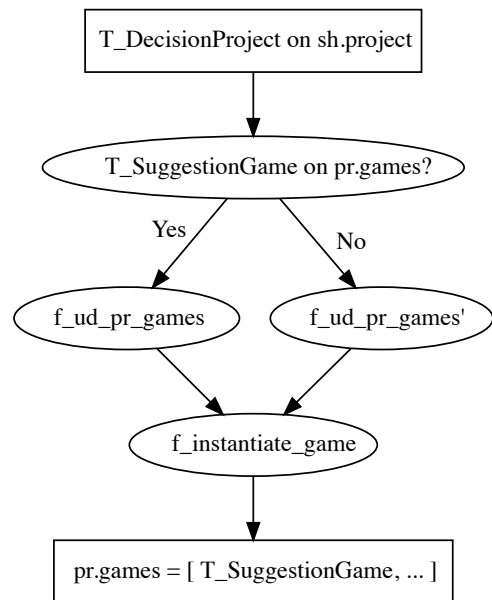 T_DecisionProject on sh.project
T_SuggestionGame on pr.games?
Yes
No
f_ud_pr_games
f_ud_pr_games'
f_instantiate_game
pr.games = [ T_SuggestionGame, ... ]